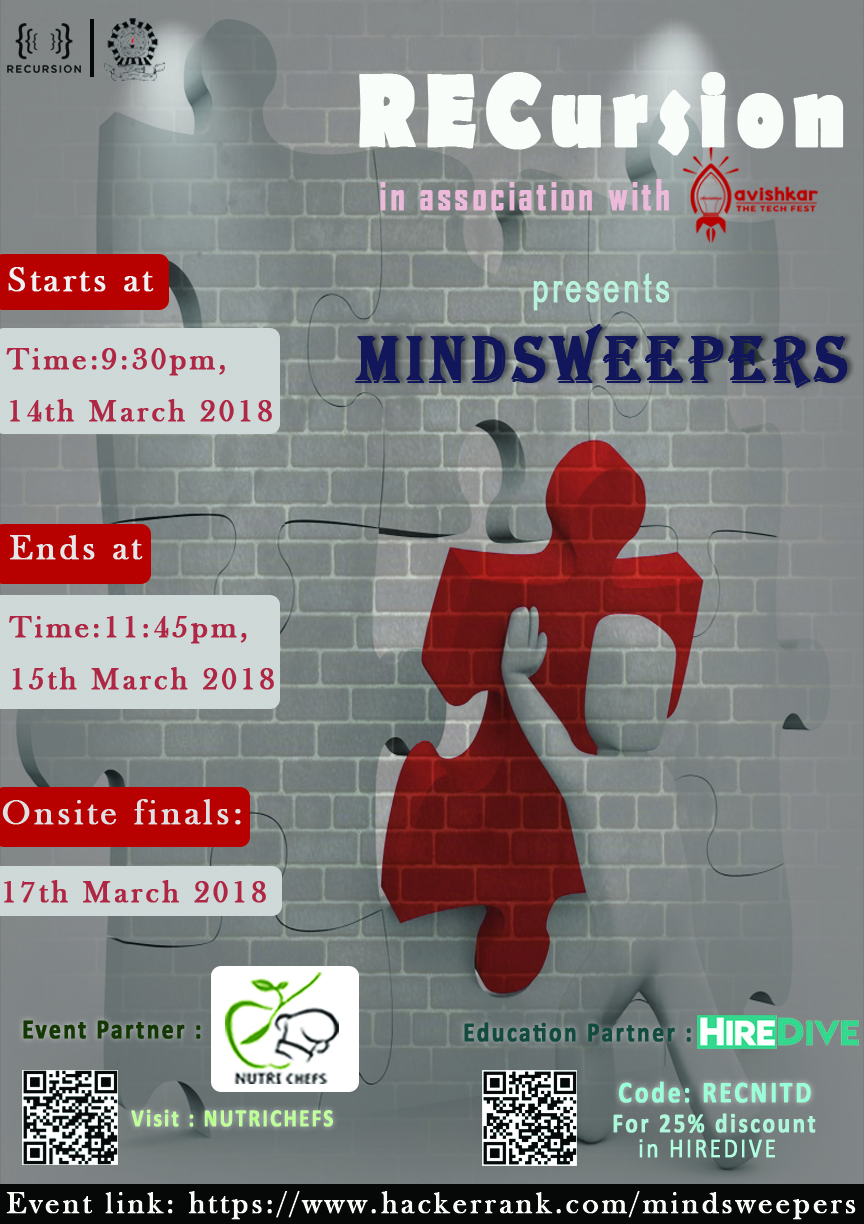 RECURSION
RECursion
in association with
avishkar
THE TECH FEST
presents
MINDSWEEPERS
Starts at
Time:9:30pm,
14th March 2018
Ends at
Time:11:45pm,
15th March 2018
Onsite finals:
17th March 2018
Event Partner :
NUTRI CHEFS
Visit : NUTRICHEFS
Education Partner : HIREDIVE
Code: RECNITD
For 25% discount
in HIREDIVE
Event link: https://www.hackerrank.com/mindsweepers